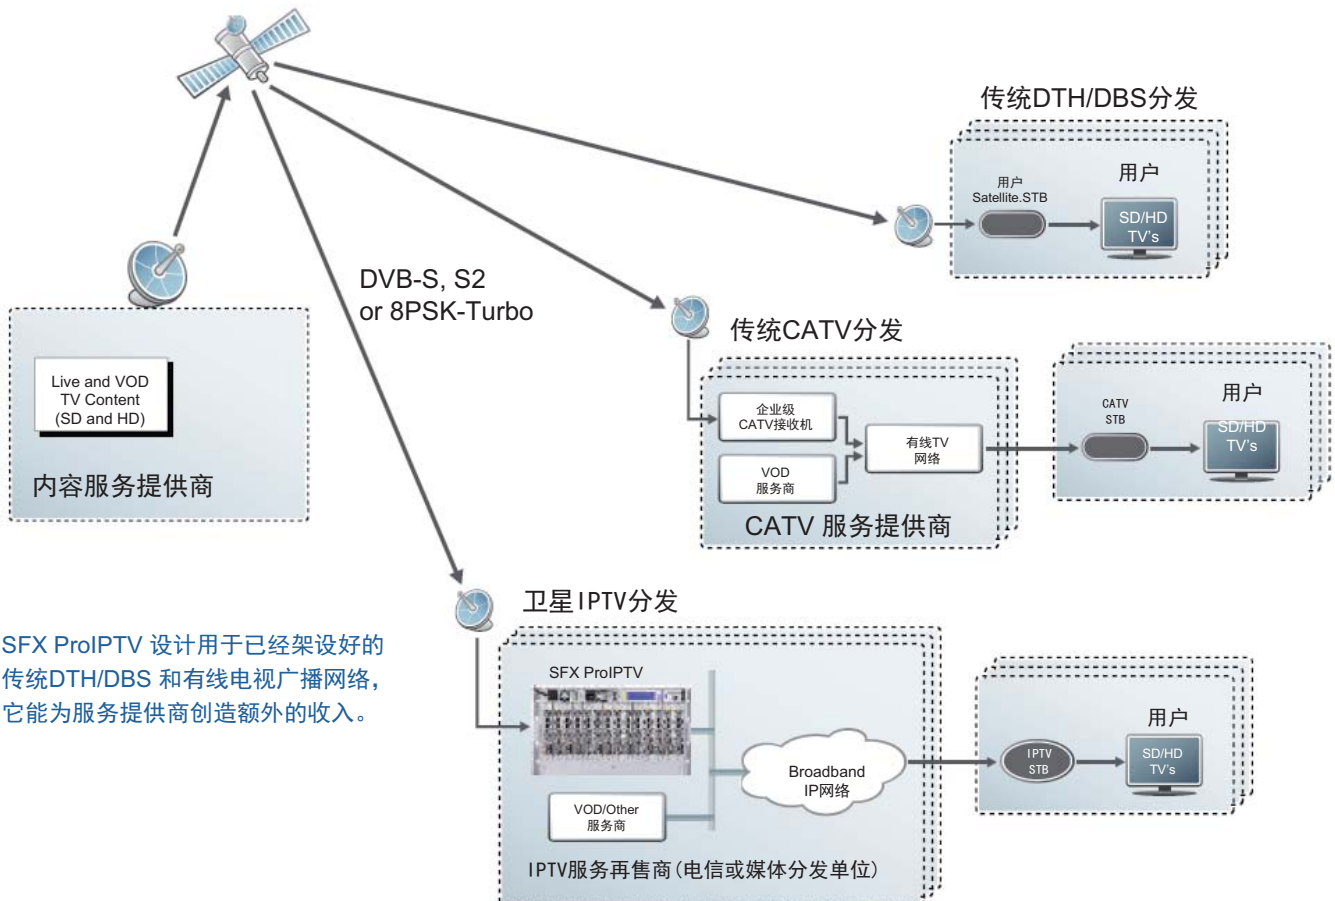 传统DTH/DBS分发
用户
Satellite.STB
用户
SD/HD
TV's
DVB-S, S2
or 8PSK-Turbo
Live and VOD
TV Content
(SD and HD)
内容服务提供商
传统CATV分发
企业级
CATV接收机
VOD
服务商
有线TV
网络
CATV 服务提供商
CATV
STB
用户
SD/HD
TV's
卫星IPTV分发
SFX ProIPTV 设计用于已经架设好的
传统DTH/DBS 和有线电视广播网络，
它能为服务提供商创造额外的收入。
SFX ProIPTV
VOD/Other
服务商
Broadband
IP网络
IPTV服务再售商(电信或媒体分发单位)
IPTV
STB
用户
SD/HD
TV's